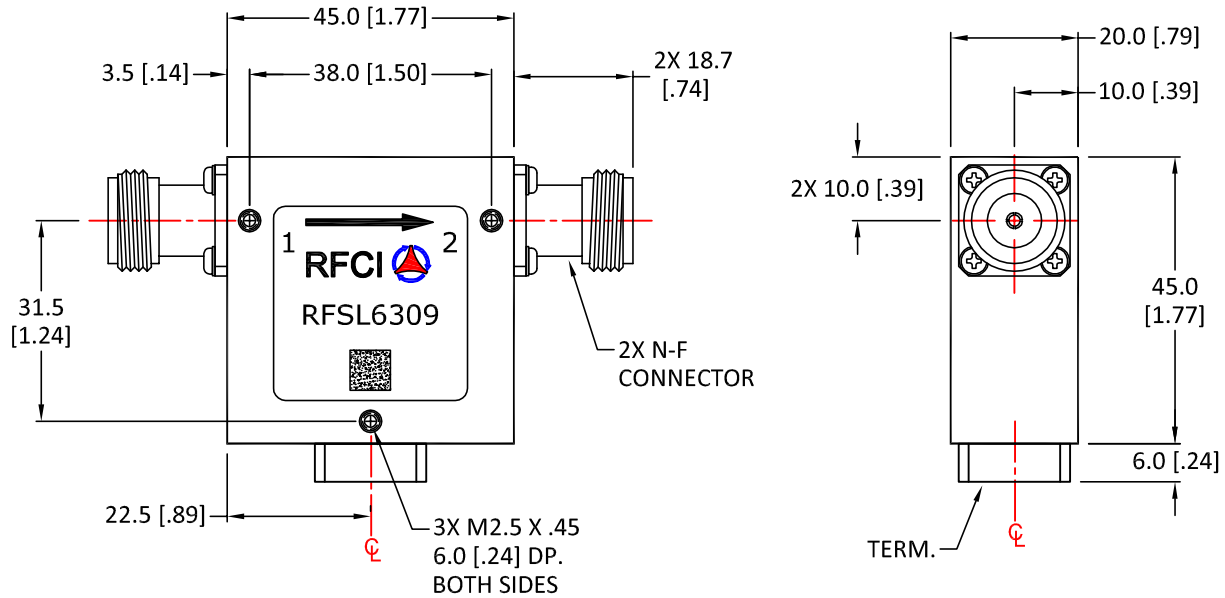 45.0 [1.77]
3.5 [.14]
38.0 [1.50]
2X 18.7
[.74]
1
2
RFCI
RFSL6309
31.5
[1.24]
2X N-F
CONNECTOR
22.5 [.89]
3X M2.5 X .45
6.0 [.24] DP.
BOTH SIDES
℄
20.0 [.79]
10.0 [.39]
2X 10.0 [.39]
45.0
[1.77]
6.0 [.24]
TERM.
℄